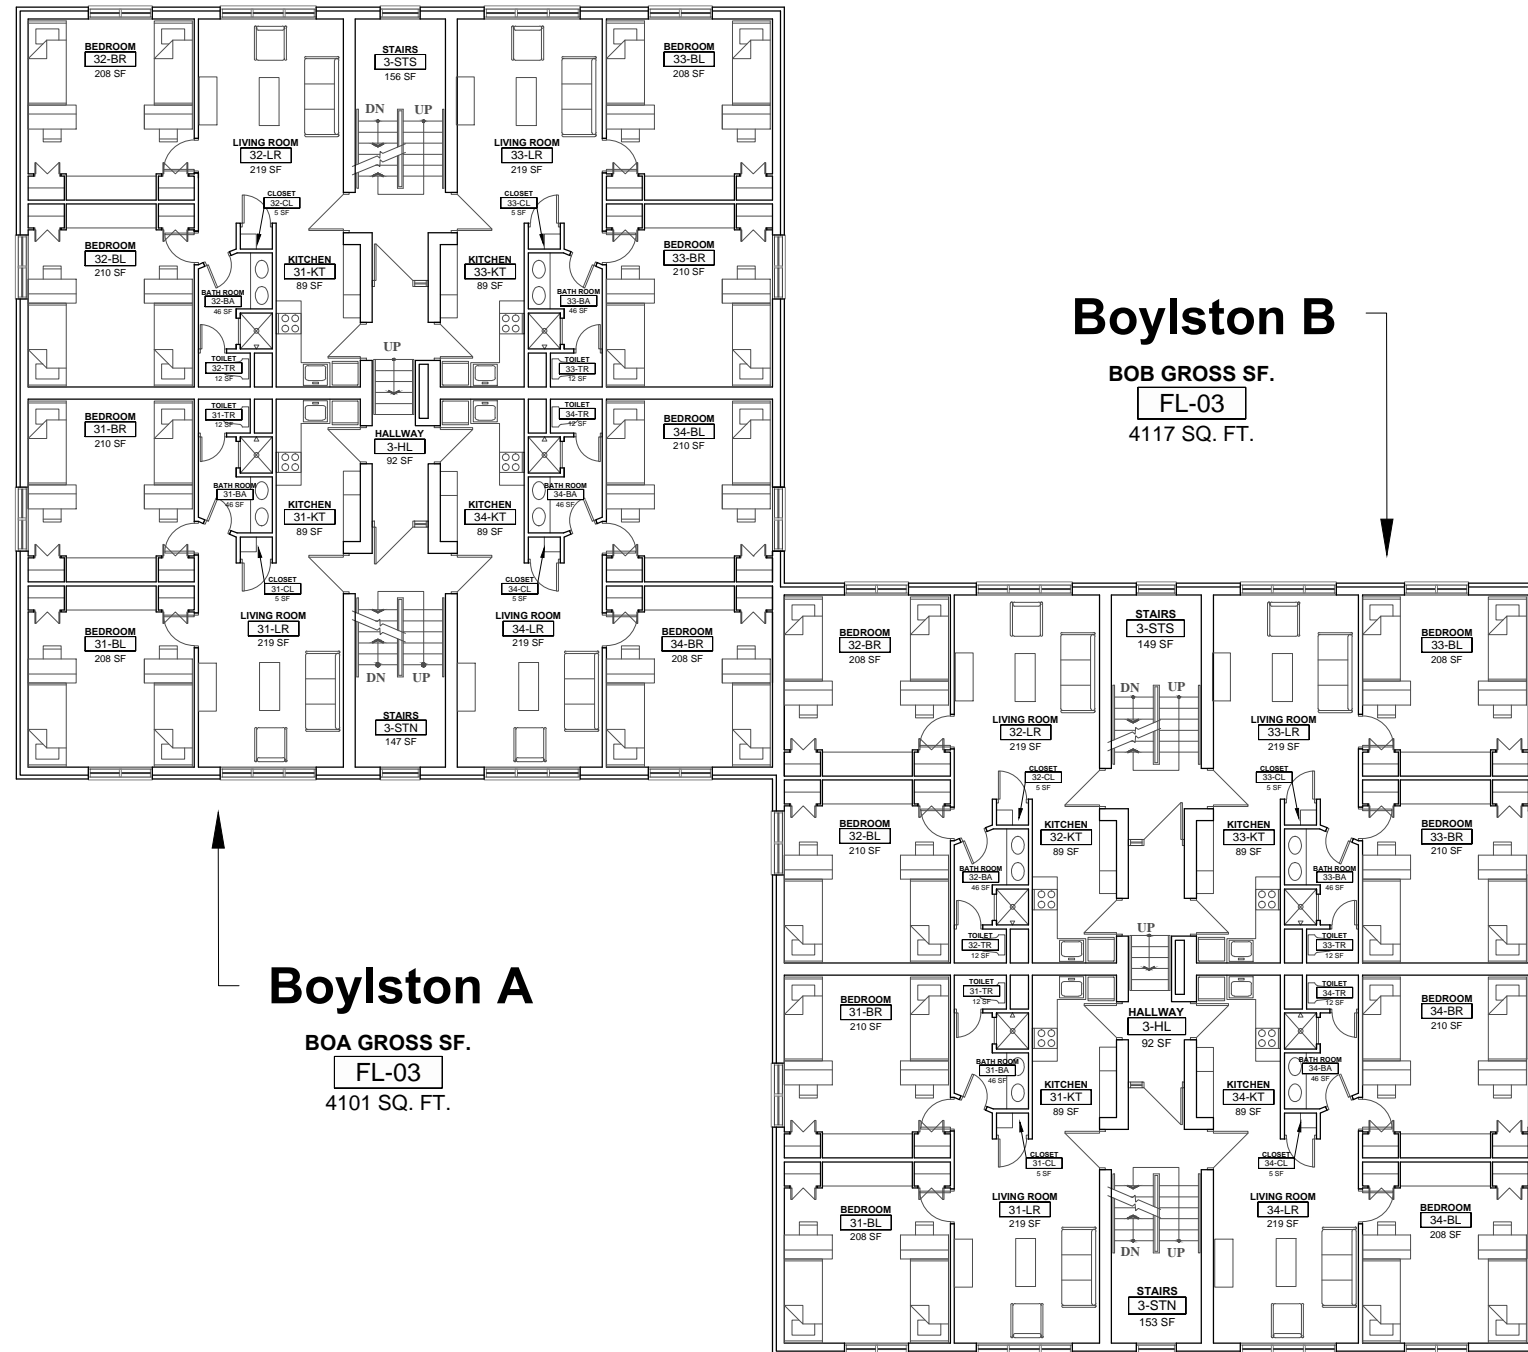 BEDROOM
32-BR
208 SF
LIVING ROOM
32-LR
219 SF
STAIRS
3-STS
156 SF
DN
UP
LIVING ROOM
33-LR
219 SF
BEDROOM
33-BL
208 SF
CLOSET
32-CL
5 SF
CLOSET
33-CL
5 SF
BEDROOM
32-BL
210 SF
KITCHEN
31-KT
89 SF
KITCHEN
33-KT
89 SF
BEDROOM
33-BR
210 SF
BATH ROOM
32-BA
46 SF
BATH ROOM
33-BA
46 SF
TOILET
32-TR
12 SF
UP
TOILET
33-TR
12 SF
BEDROOM
31-BR
210 SF
TOILET
31-TR
12 SF
HALLWAY
3-HL
92 SF
TOILET
34-TR
12 SF
BEDROOM
34-BL
210 SF
BATH ROOM
31-BA
46 SF
KITCHEN
31-KT
89 SF
KITCHEN
34-KT
89 SF
BATH ROOM
34-BA
46 SF
CLOSET
31-CL
5 SF
CLOSET
34-CL
5 SF
BEDROOM
31-BL
208 SF
LIVING ROOM
31-LR
219 SF
DN
UP
LIVING ROOM
34-LR
219 SF
BEDROOM
34-BR
208 SF
STAIRS
3-STN
147 SF
Boylston B
BOB GROSS SF.
FL-03
4117 SQ. FT.
Boylston A
BOA GROSS SF.
FL-03
4101 SQ. FT.
BEDROOM
32-BR
208 SF
LIVING ROOM
32-LR
219 SF
STAIRS
3-STS
149 SF
DN
UP
LIVING ROOM
33-LR
219 SF
BEDROOM
33-BL
208 SF
CLOSET
32-CL
5 SF
CLOSET
33-CL
5 SF
BEDROOM
32-BL
210 SF
KITCHEN
32-KT
89 SF
KITCHEN
33-KT
89 SF
BEDROOM
33-BR
210 SF
BATH ROOM
32-BA
46 SF
BATH ROOM
33-BA
46 SF
TOILET
32-TR
12 SF
UP
TOILET
33-TR
12 SF
BEDROOM
31-BR
210 SF
TOILET
31-TR
12 SF
HALLWAY
3-HL
92 SF
TOILET
34-TR
12 SF
BEDROOM
34-BR
210 SF
BATH ROOM
31-BA
46 SF
KITCHEN
31-KT
89 SF
KITCHEN
34-KT
89 SF
BATH ROOM
34-BA
46 SF
CLOSET
31-CL
5 SF
CLOSET
34-CL
5 SF
BEDROOM
31-BL
208 SF
LIVING ROOM
31-LR
219 SF
DN
UP
LIVING ROOM
34-LR
219 SF
BEDROOM
34-BL
208 SF
STAIRS
3-STN
153 SF